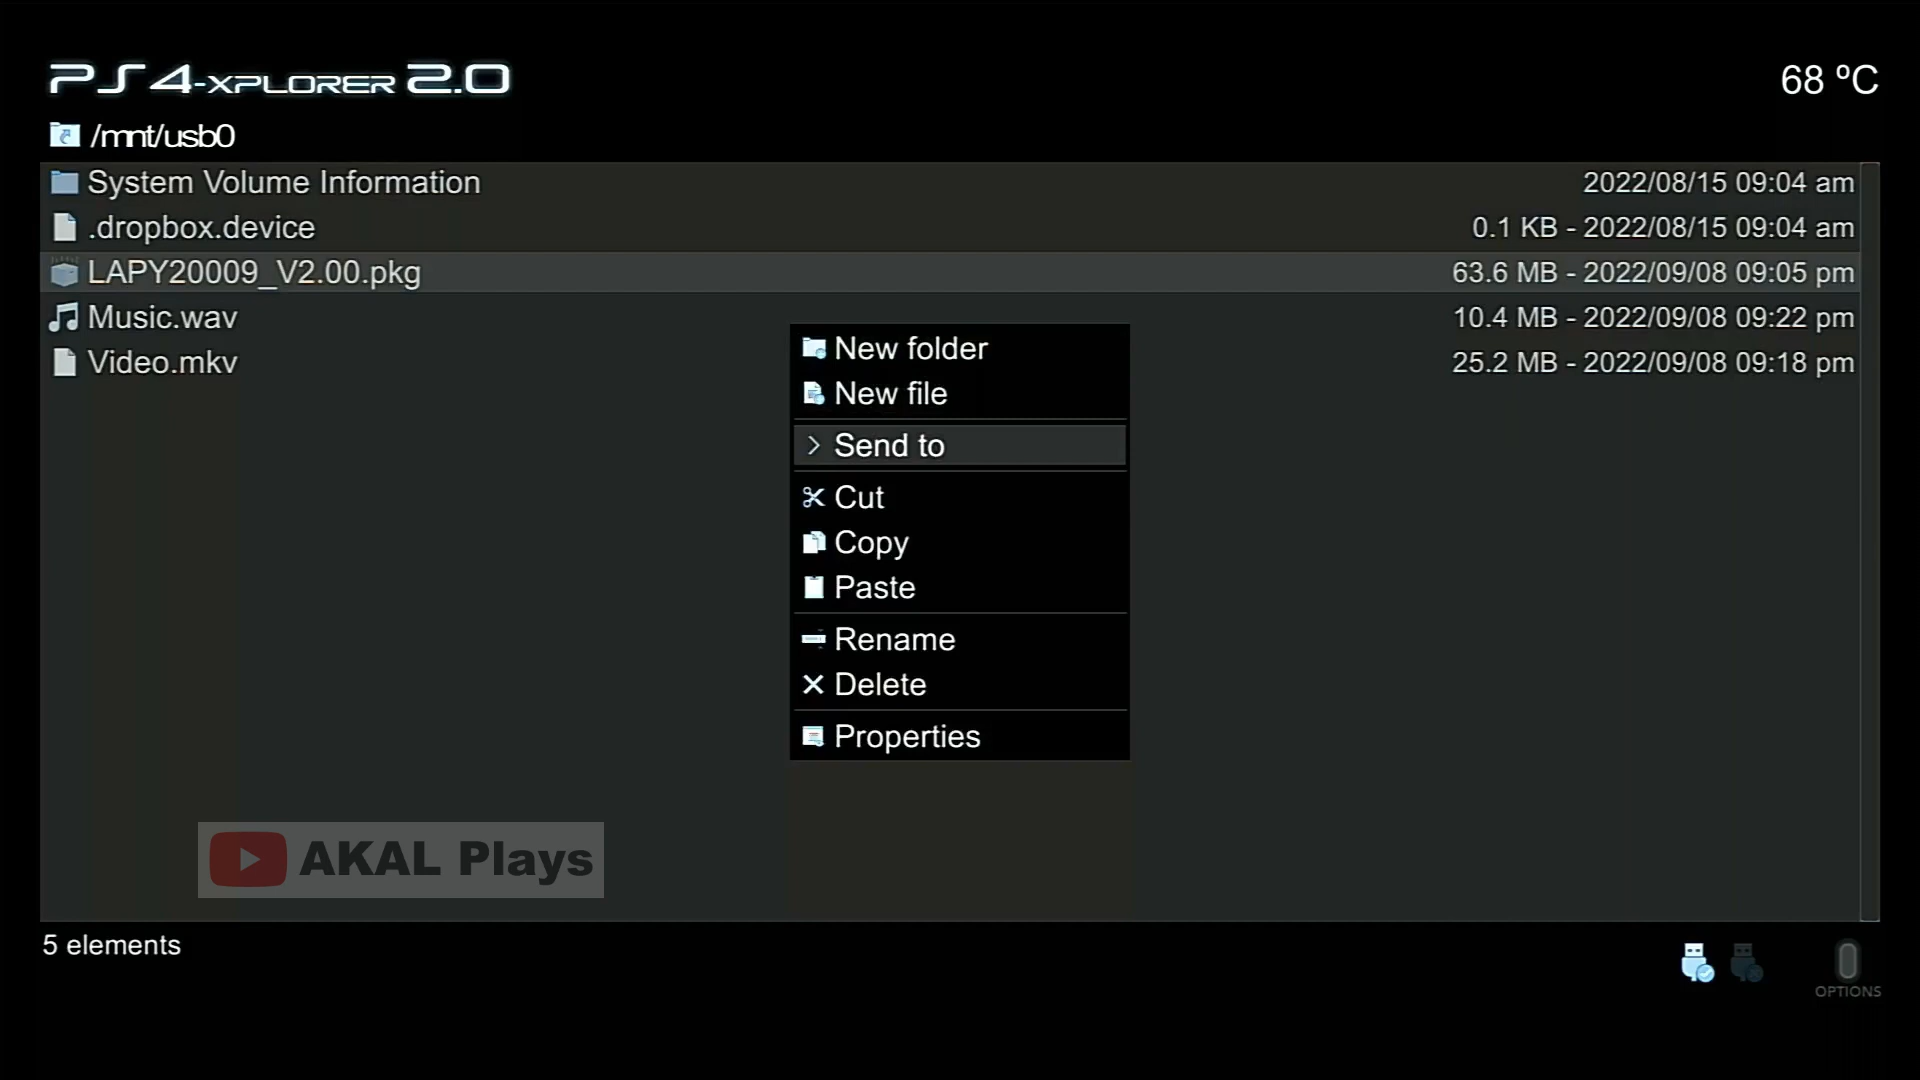 PS4-XPLORER 2.0
68 ºC
/mnt/usb0
System Volume Information 2022/08/15 09:04 am
.dropbox.device 0.1 KB - 2022/08/15 09:04 am
LAPY20009_V2.00.pkg 63.6 MB - 2022/09/08 09:05 pm
Music.wav 10.4 MB - 2022/09/08 09:22 pm
Video.mkv 25.2 MB - 2022/09/08 09:18 pm
New folder
New file
Send to
Cut
Copy
Paste
Rename
Delete
Properties
AKAL Plays
5 elements
OPTIONS